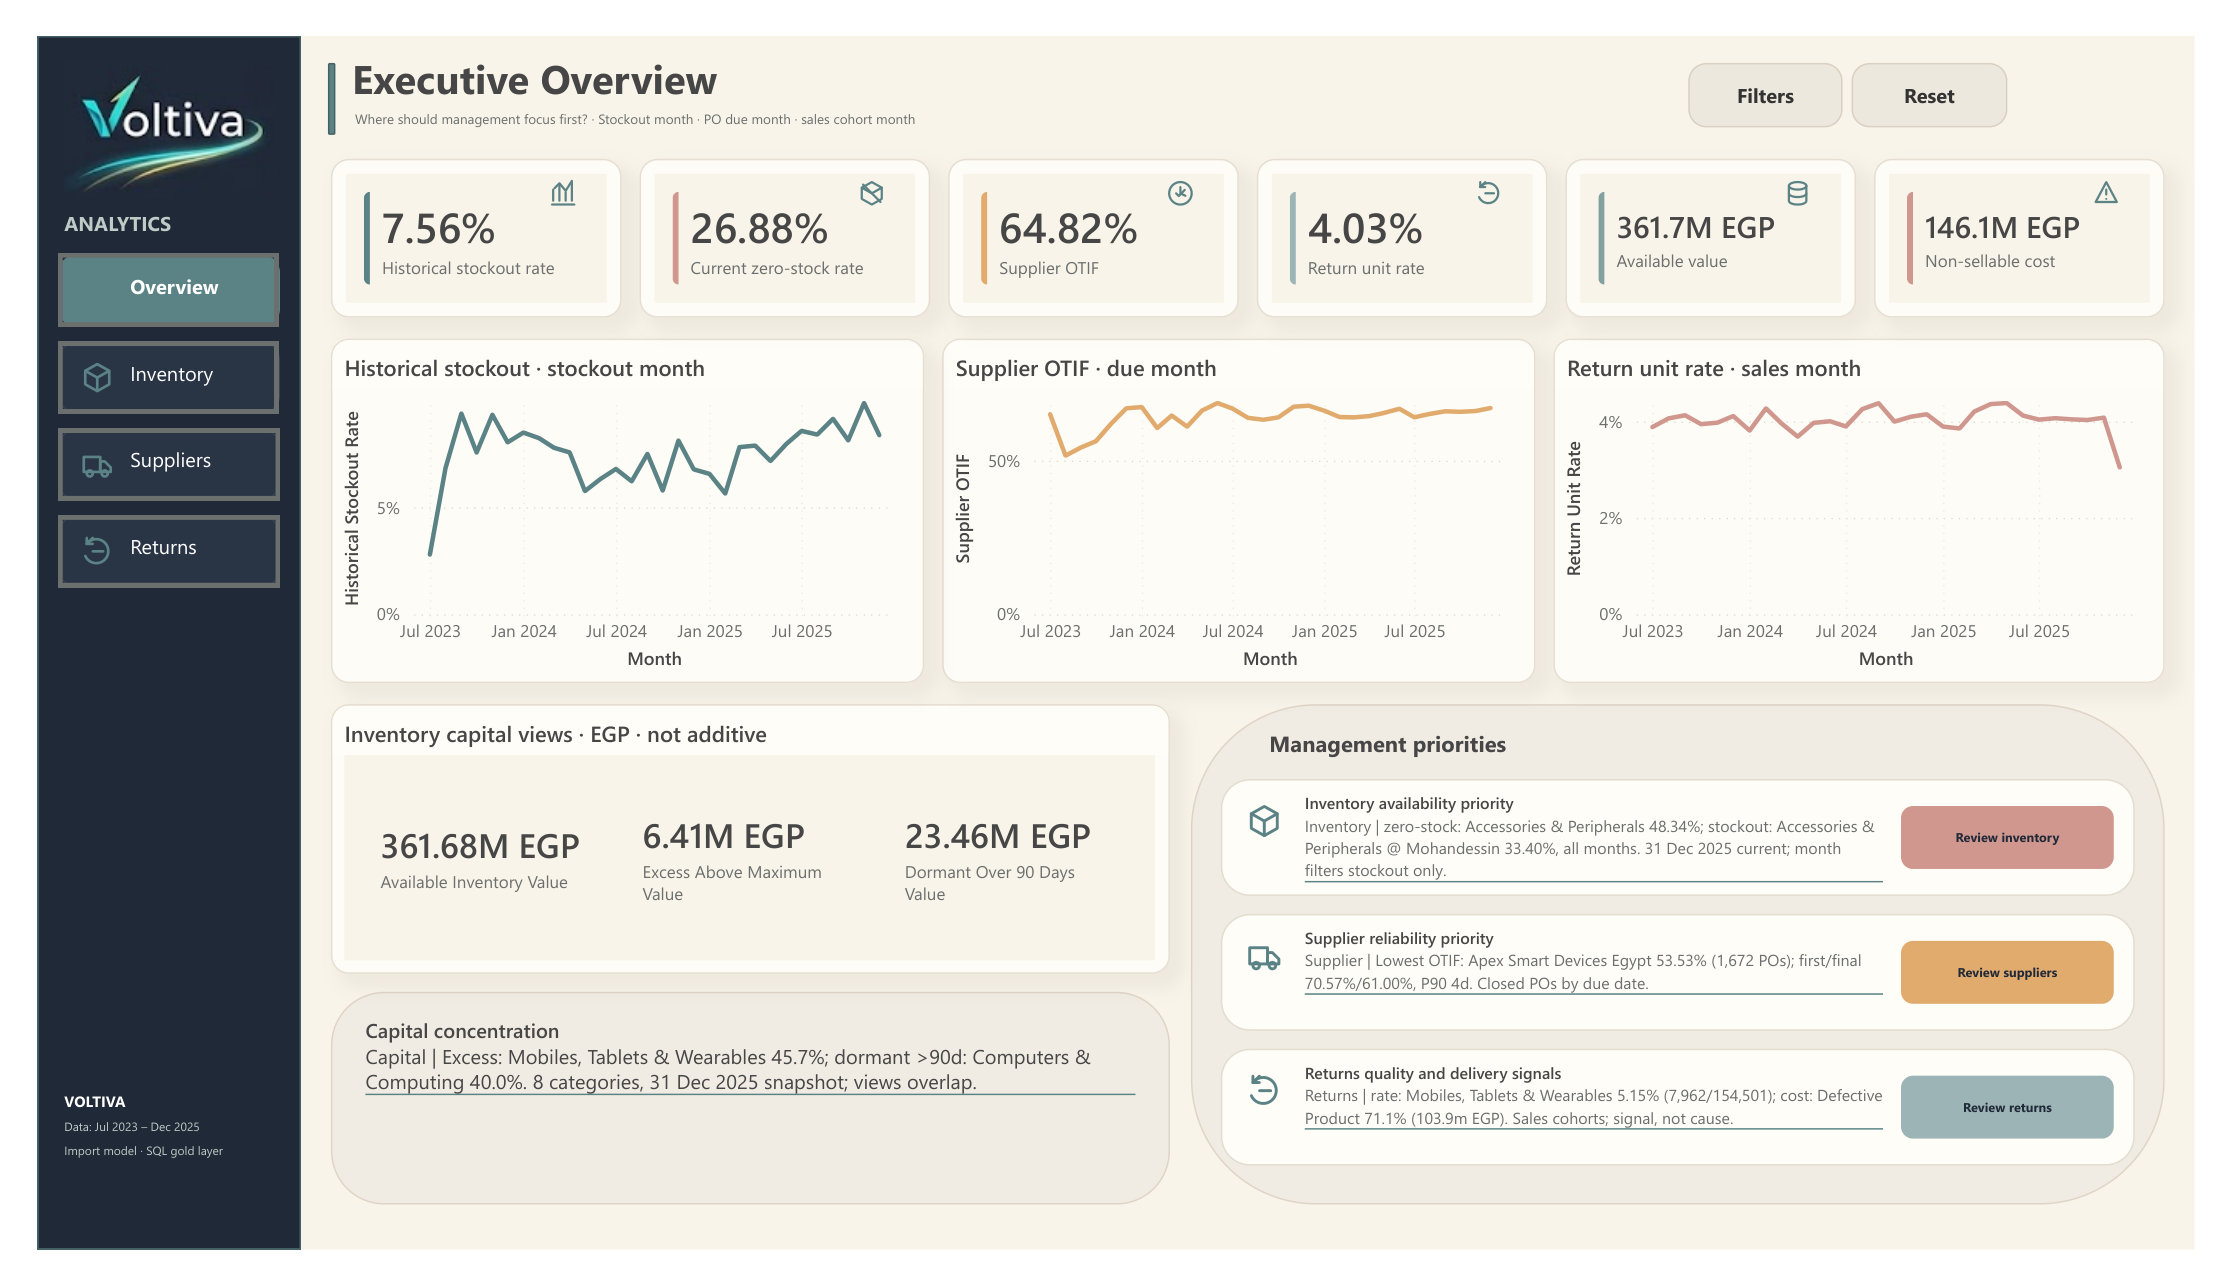 Voltiva
ANALYTICS
Overview
Inventory
Suppliers
Returns
VOLTIVA
Data: Jul 2023 – Dec 2025
Import model · SQL gold layer
Executive Overview
Where should management focus first? · Stockout month · PO due month · sales cohort month
Filters
Reset
7.56%
Historical stockout rate
26.88%
Current zero-stock rate
64.82%
Supplier OTIF
4.03%
Return unit rate
361.7M EGP
Available value
146.1M EGP
Non-sellable cost
Historical stockout · stockout month
Historical Stockout Rate
5%
0%
Jul 2023
Jan 2024
Jul 2024
Jan 2025
Jul 2025
Month
Supplier OTIF · due month
Supplier OTIF
50%
0%
Jul 2023
Jan 2024
Jul 2024
Jan 2025
Jul 2025
Month
Return unit rate · sales month
Return Unit Rate
4%
2%
0%
Jul 2023
Jan 2024
Jul 2024
Jan 2025
Jul 2025
Month
Inventory capital views · EGP · not additive
361.68M EGP
Available Inventory Value
6.41M EGP
Excess Above Maximum
Value
23.46M EGP
Dormant Over 90 Days
Value
Capital concentration
Capital | Excess: Mobiles, Tablets & Wearables 45.7%; dormant >90d: Computers &
Computing 40.0%. 8 categories, 31 Dec 2025 snapshot; views overlap.
Management priorities
Inventory availability priority
Inventory | zero-stock: Accessories & Peripherals 48.34%; stockout: Accessories &
Peripherals @ Mohandessin 33.40%, all months. 31 Dec 2025 current; month
filters stockout only.
Review inventory
Supplier reliability priority
Supplier | Lowest OTIF: Apex Smart Devices Egypt 53.53% (1,672 POs); first/final
70.57%/61.00%, P90 4d. Closed POs by due date.
Review suppliers
Returns quality and delivery signals
Returns | rate: Mobiles, Tablets & Wearables 5.15% (7,962/154,501); cost: Defective
Product 71.1% (103.9m EGP). Sales cohorts; signal, not cause.
Review returns